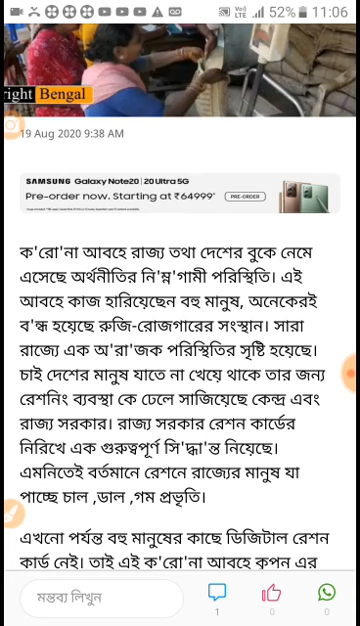 Vo) LTE 52% 11:06
right Bengal
19 Aug 2020 9:38 AM
SAMSUNG Galaxy Note20 | 20 Ultra 5G
Pre-order now. Starting at ₹64999*
PRE-ORDER
ক'রো'না আবহে রাজ্য তথা দেশের বুকে নেমে
এসেছে অর্থনীতির নি'ম্ন'গামী পরিস্থিতি। এই
আবহে কাজ হারিয়েছেন বহু মানুষ, অনেকেরই
ব'ন্ধ হয়েছে রুজি-রোজগারের সংস্থান। সারা
রাজ্যে এক অ'রা'জক পরিস্থিতির সৃষ্টি হয়েছে।
চাই দেশের মানুষ যাতে না খেয়ে থাকে তার জন্য
রেশনিং ব্যবস্থা কে ঢেলে সাজিয়েছে কেন্দ্র এবং
রাজ্য সরকার। রাজ্য সরকার রেশন কার্ডের
নিরিখে এক গুরুত্বপূর্ণ সি'দ্ধা'ন্ত নিয়েছে।
এমনিতেই বর্তমানে রেশনে রাজ্যের মানুষ যা
পাচ্ছে চাল ,ডাল ,গম প্রভৃতি।
এখনো পর্যন্ত বহু মানুষের কাছে ডিজিটাল রেশন
কার্ড নেই। তাই এই ক'রো'না আবহে কুপন এর
মন্তব্য লিখুন
1 0 0